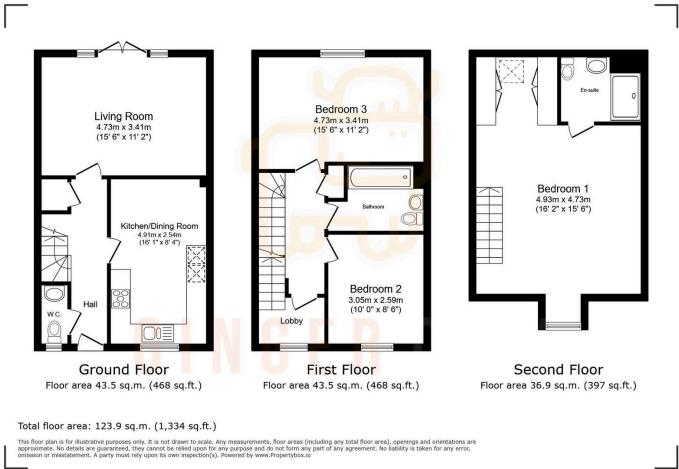 Living Room
4.73m x 3.41m
(15' 6" x 11' 2")
Kitchen/Dining Room
4.91m x 2.54m
(16' 1" x 8' 4")
Hall
W.C.
Ground Floor
Floor area 43.5 sq.m. (468 sq.ft.)
Bedroom 3
4.73m x 3.41m
(15' 6" x 11' 2")
Bathroom
Bedroom 2
3.05m x 2.59m
(10' 0" x 8' 6")
Lobby
First Floor
Floor area 43.5 sq.m. (468 sq.ft.)
En-suite
Bedroom 1
4.93m x 4.73m
(16' 2" x 15' 6")
Second Floor
Floor area 36.9 sq.m. (397 sq.ft.)
GINGER
Total floor area: 123.9 sq.m. (1,334 sq.ft.)
This floor plan is for illustrative purposes only. It is not drawn to scale. Any measurements, floor areas (including any total floor area), openings and orientations are
approximate. No details are guaranteed, they cannot be relied upon for any purpose and do not form any part of any agreement. No liability is taken for any error,
omission or misstatement. A party must rely upon its own inspection(s). Powered by www.Propertybox.io